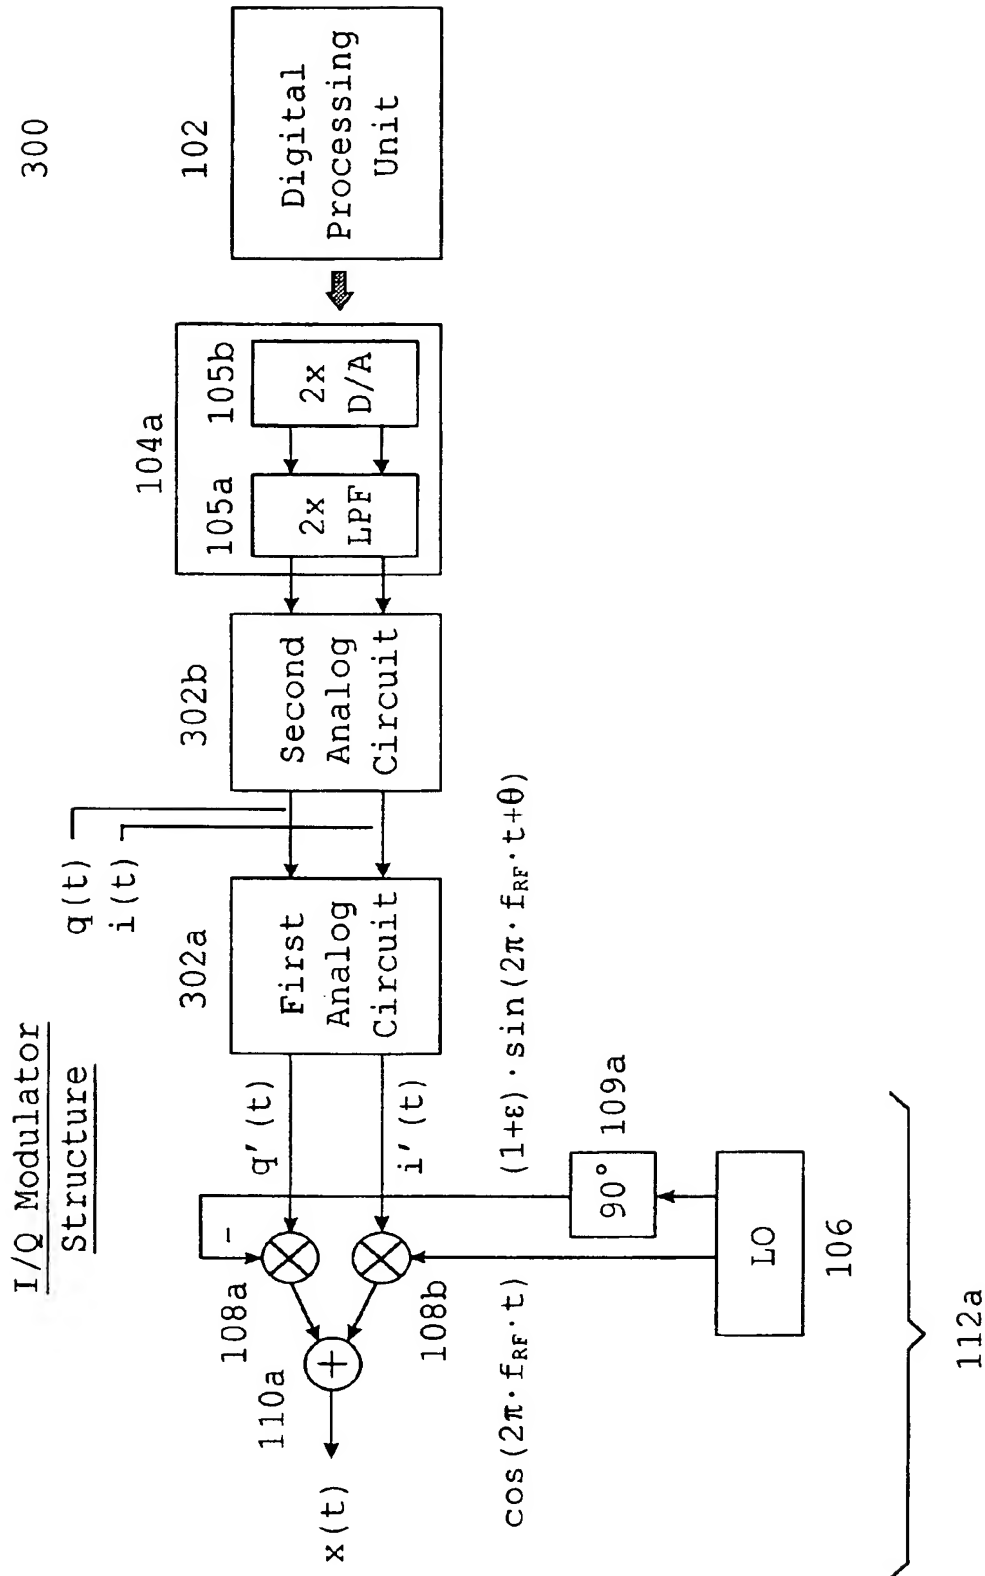 I/Q Modulator
Structure
300
q(t)
i(t)
104a
302a
302b
105a
105b
102
First
Analog
Circuit
Second
Analog
Circuit
2x
LPF
2x
D/A
Digital
Processing
Unit
q'(t)
i'(t)
108a
-
110a
+
108b
x(t)
cos(2π·f_RF·t)
(1+ε)·sin(2π·f_RF·t+θ)
90°
109a
LO
106
112a